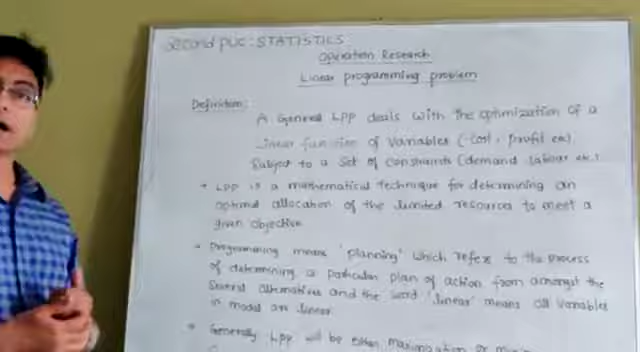 Second PUC : STATISTICS
Operation Research
Linear programming problem
Definition:
A General LPP deals with the optimization of a
Linear function of variables (cost, profit etc)
Subject to a set of constraints (demand, labour etc.)
• LPP is a mathematical technique for determining an
optimal allocation of the limited resources to meet a
given objective
• Programming means 'planning' which refers to the process
of determining a particular plan of action from amongst the
several alternatives and the word 'linear' means all variables
in model are linear.
• Generally LPP will be either maximization or